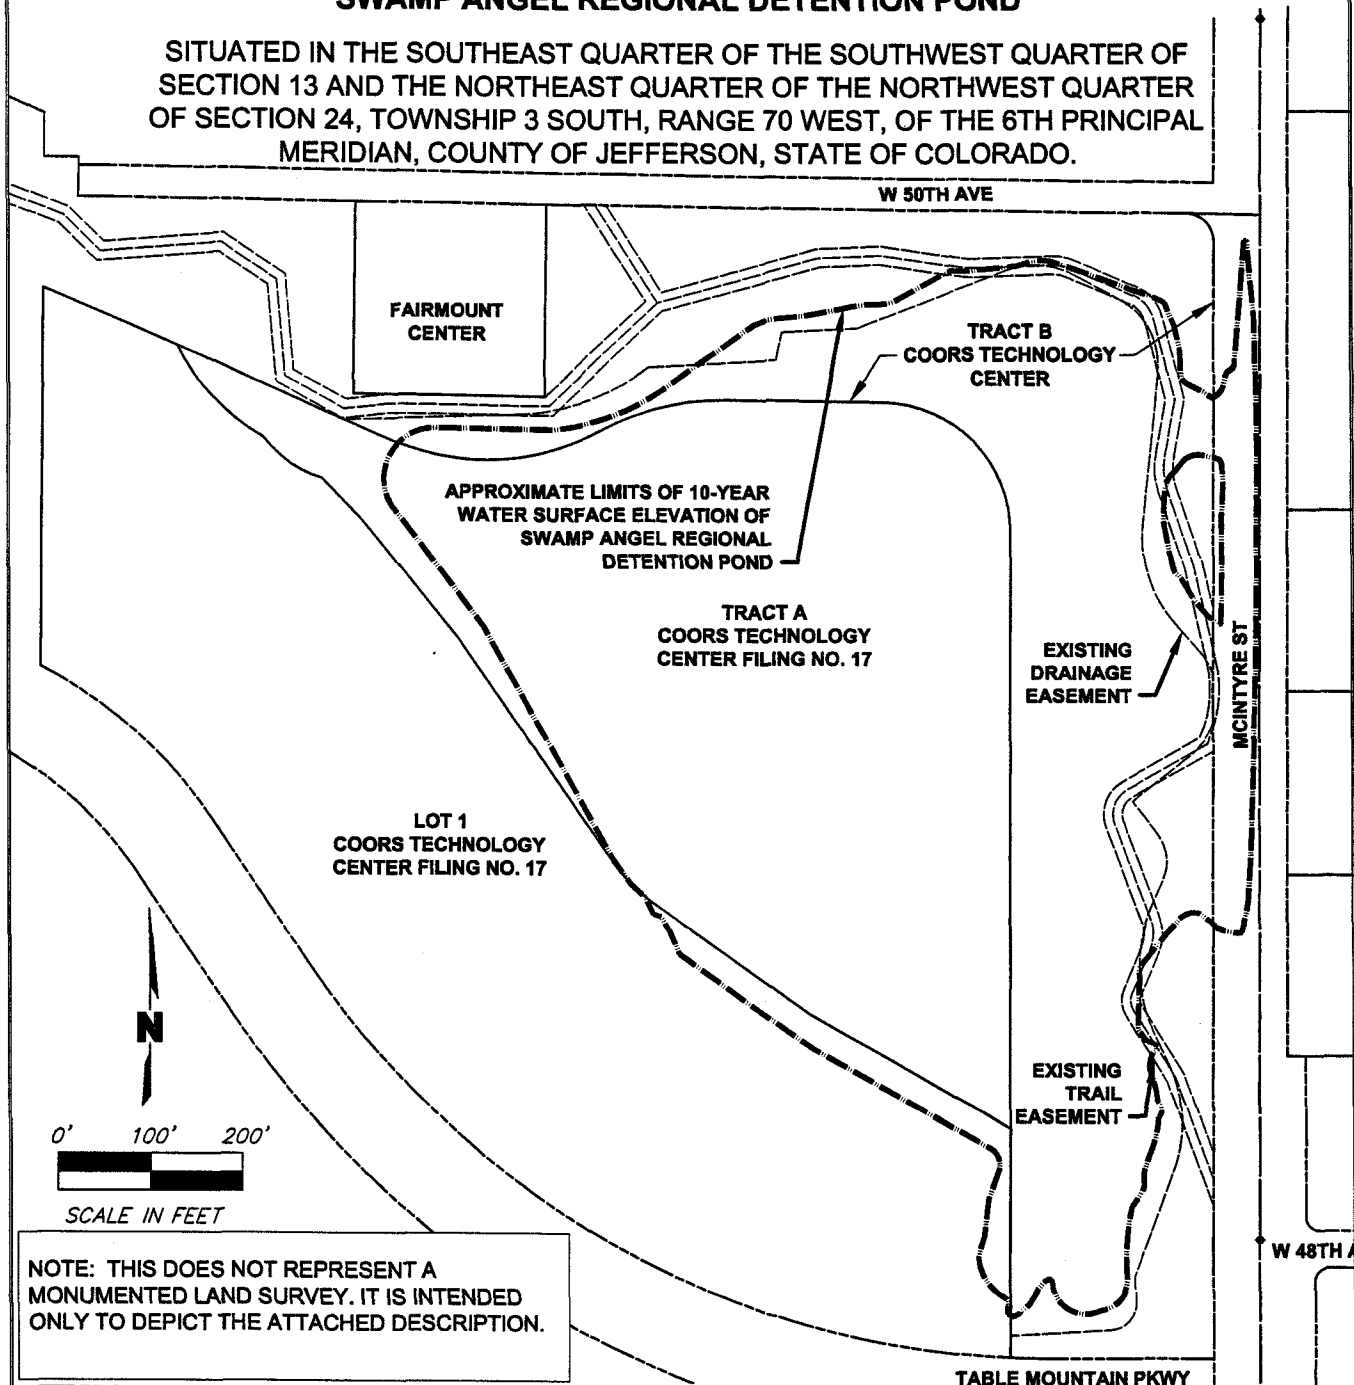 SWAMP ANGEL REGIONAL DETENTION POND
SITUATED IN THE SOUTHEAST QUARTER OF THE SOUTHWEST QUARTER OF
SECTION 13 AND THE NORTHEAST QUARTER OF THE NORTHWEST QUARTER
OF SECTION 24, TOWNSHIP 3 SOUTH, RANGE 70 WEST, OF THE 6TH PRINCIPAL
MERIDIAN, COUNTY OF JEFFERSON, STATE OF COLORADO.
W 50TH AVE
FAIRMOUNT
CENTER
TRACT B
COORS TECHNOLOGY
CENTER
APPROXIMATE LIMITS OF 10-YEAR
WATER SURFACE ELEVATION OF
SWAMP ANGEL REGIONAL
DETENTION POND
TRACT A
COORS TECHNOLOGY
CENTER FILING NO. 17
EXISTING
DRAINAGE
EASEMENT
MCINTYRE ST
LOT 1
COORS TECHNOLOGY
CENTER FILING NO. 17
N
EXISTING
TRAIL
EASEMENT
0' 100' 200'
SCALE IN FEET
W 48TH A
NOTE: THIS DOES NOT REPRESENT A
MONUMENTED LAND SURVEY. IT IS INTENDED
ONLY TO DEPICT THE ATTACHED DESCRIPTION.
TABLE MOUNTAIN PKWY